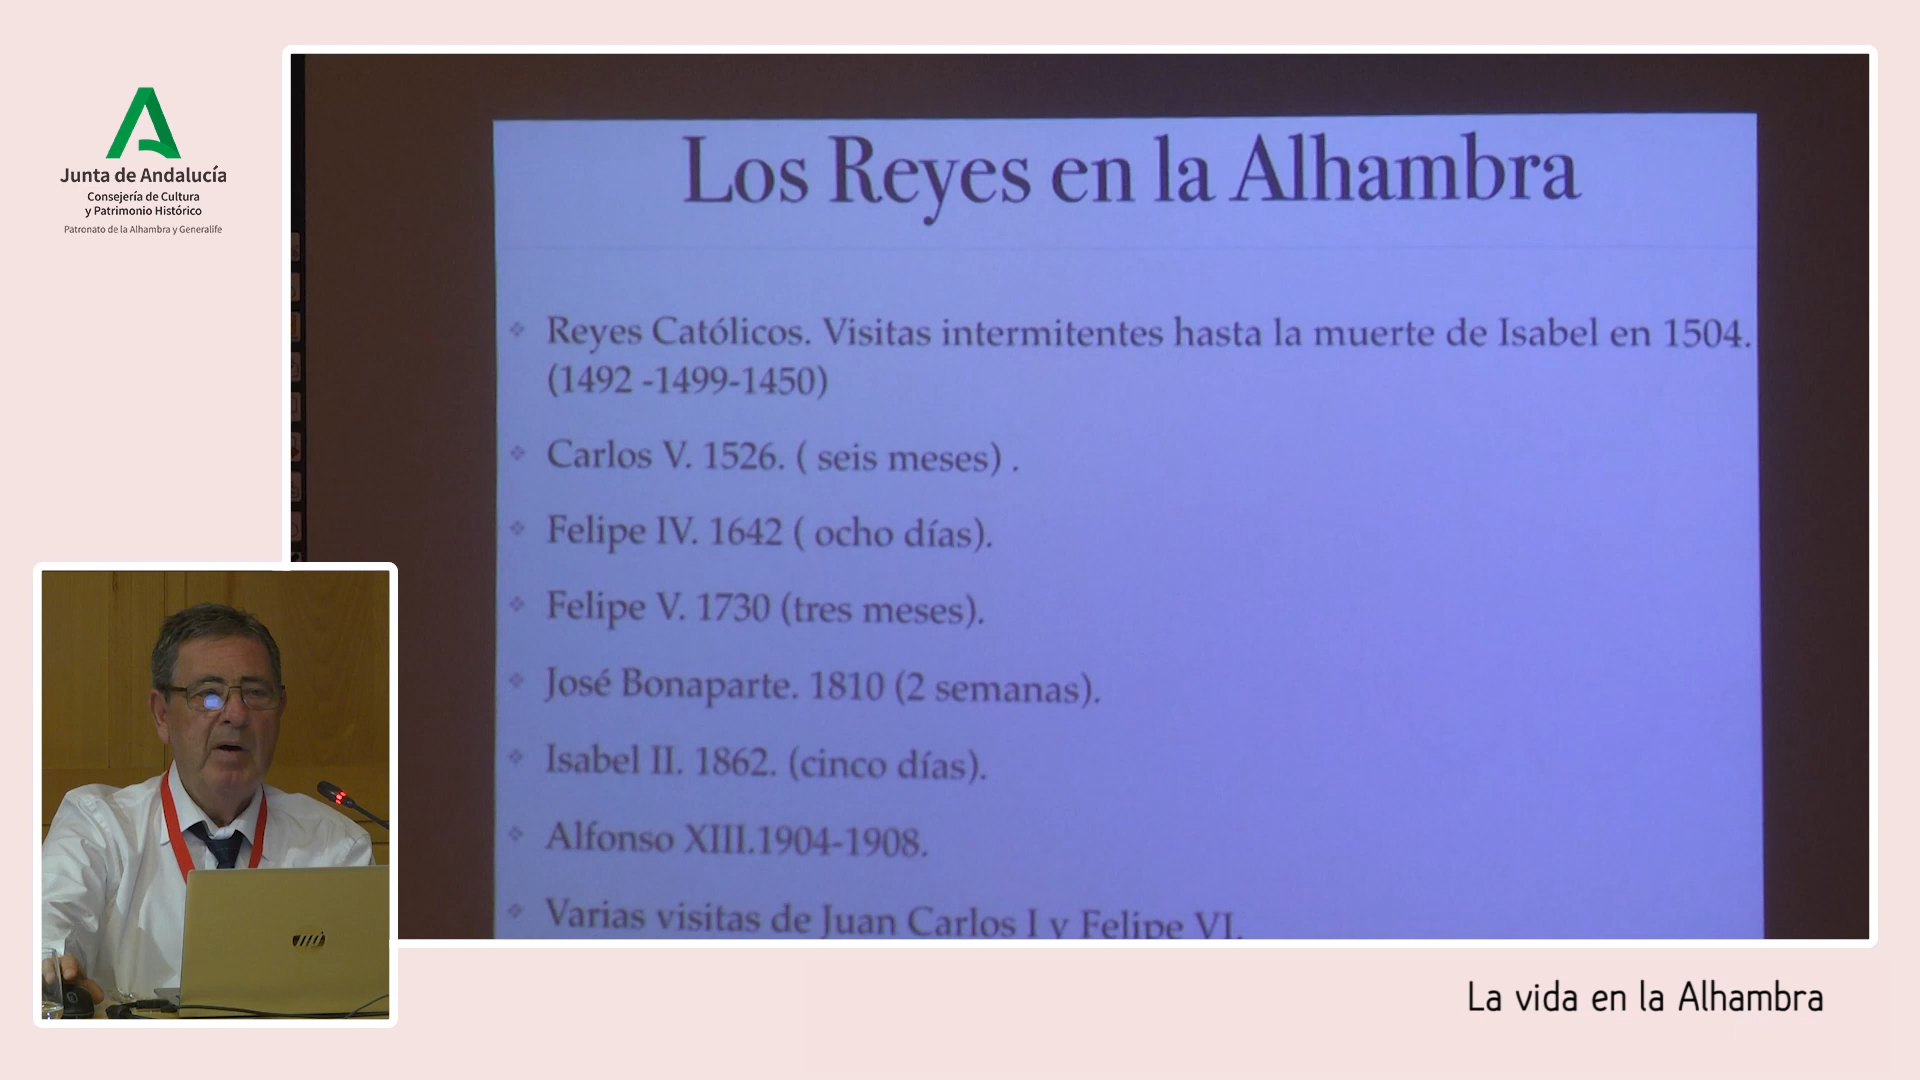 Junta de Andalucía
Consejería de Cultura
y Patrimonio Histórico
Patronato de la Alhambra y Generalife
Los Reyes en la Alhambra
Reyes Católicos. Visitas intermitentes hasta la muerte de Isabel en 1504.
(1492 -1499-1450)
Carlos V. 1526. ( seis meses) .
Felipe IV. 1642 ( ocho días).
Felipe V. 1730 (tres meses).
José Bonaparte. 1810 (2 semanas).
Isabel II. 1862. (cinco días).
Alfonso XIII.1904-1908.
Varias visitas de Juan Carlos I y Felipe VI.
hp
La vida en la Alhambra